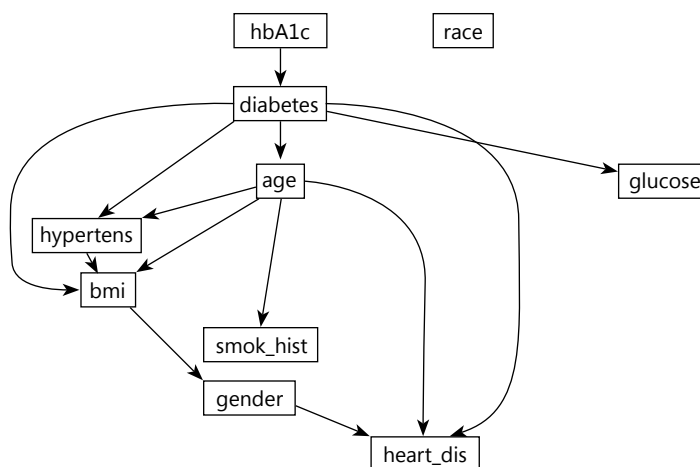 hbA1c
race
diabetes
age
glucose
hypertens
bmi
smok_hist
gender
heart_dis